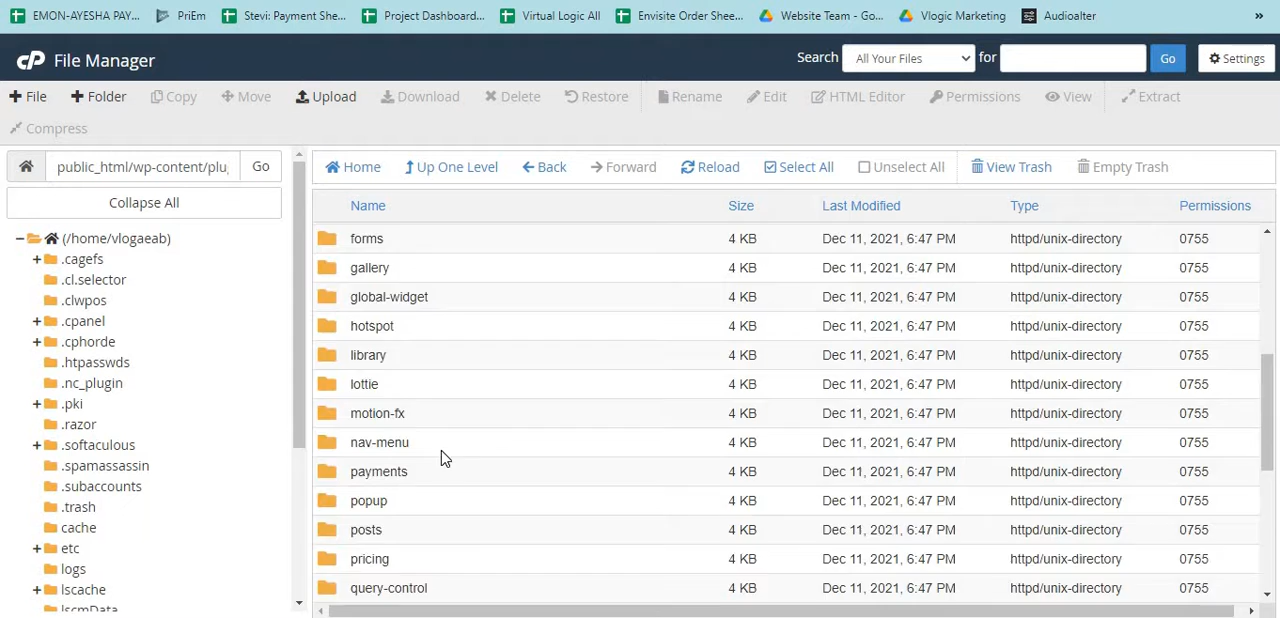 EMON-AYESHA PAY... PriEm Stevi: Payment She... Project Dashboard... Virtual Logic All Envisite Order Shee... Website Team - Go... Vlogic Marketing Audioalter »
cP File Manager Search All Your Files for Go Settings
File Folder Copy Move Upload Download Delete Restore Rename Edit HTML Editor Permissions View Extract
Compress
public_html/wp-content/plu Go Home Up One Level Back Forward Reload Select All Unselect All View Trash Empty Trash
Collapse All
Name Size Last Modified Type Permissions
(/home/vlogaeab)
.cagefs
.cl.selector
.clwpos
.cpanel
.cphorde
.htpasswds
.nc_plugin
.pki
.razor
.softaculous
.spamassassin
.subaccounts
.trash
cache
etc
logs
lscache
lscmData
forms 4 KB Dec 11, 2021, 6:47 PM httpd/unix-directory 0755
gallery 4 KB Dec 11, 2021, 6:47 PM httpd/unix-directory 0755
global-widget 4 KB Dec 11, 2021, 6:47 PM httpd/unix-directory 0755
hotspot 4 KB Dec 11, 2021, 6:47 PM httpd/unix-directory 0755
library 4 KB Dec 11, 2021, 6:47 PM httpd/unix-directory 0755
lottie 4 KB Dec 11, 2021, 6:47 PM httpd/unix-directory 0755
motion-fx 4 KB Dec 11, 2021, 6:47 PM httpd/unix-directory 0755
nav-menu 4 KB Dec 11, 2021, 6:47 PM httpd/unix-directory 0755
payments 4 KB Dec 11, 2021, 6:47 PM httpd/unix-directory 0755
popup 4 KB Dec 11, 2021, 6:47 PM httpd/unix-directory 0755
posts 4 KB Dec 11, 2021, 6:47 PM httpd/unix-directory 0755
pricing 4 KB Dec 11, 2021, 6:47 PM httpd/unix-directory 0755
query-control 4 KB Dec 11, 2021, 6:47 PM httpd/unix-directory 0755